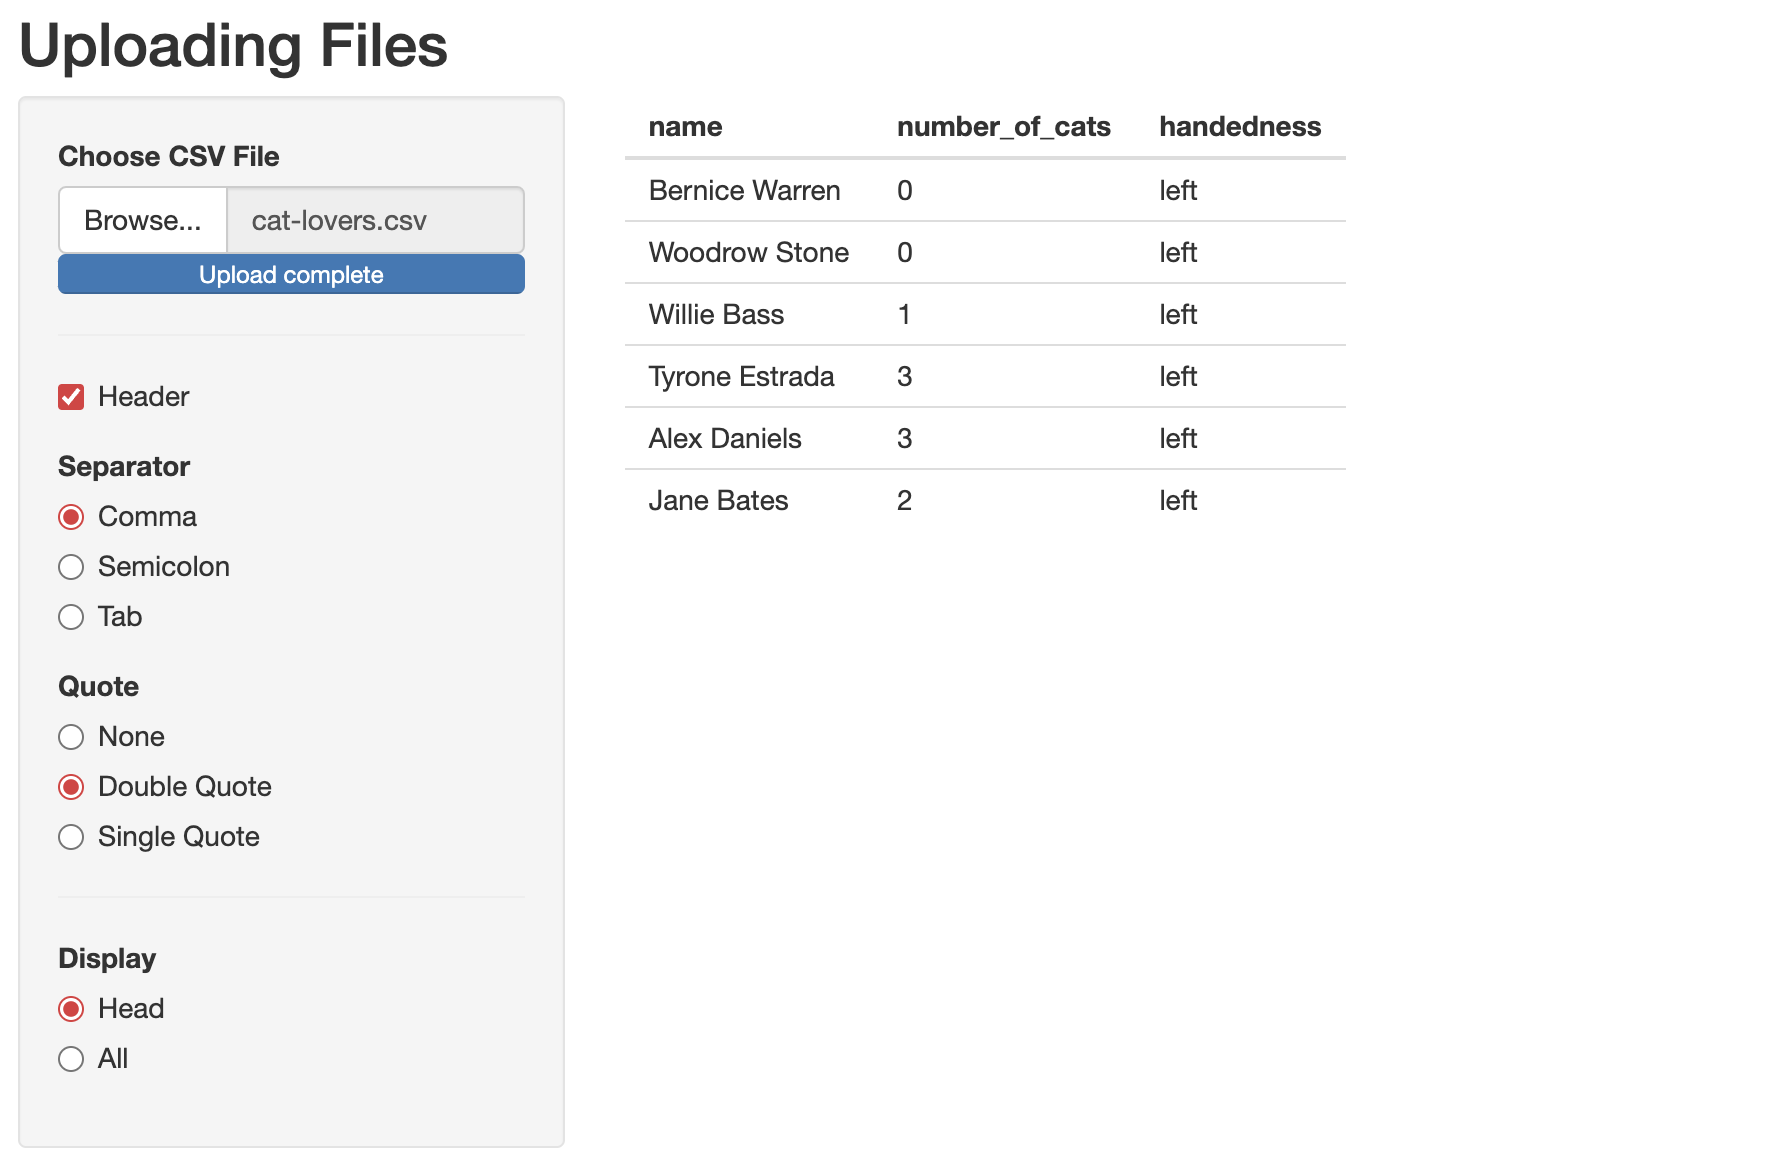 Uploading Files
Choose CSV File
Browse... cat-lovers.csv
Upload complete
Header
Separator
Comma
Semicolon
Tab
Quote
None
Double Quote
Single Quote
Display
Head
All
name number_of_cats handedness
Bernice Warren 0 left
Woodrow Stone 0 left
Willie Bass 1 left
Tyrone Estrada 3 left
Alex Daniels 3 left
Jane Bates 2 left